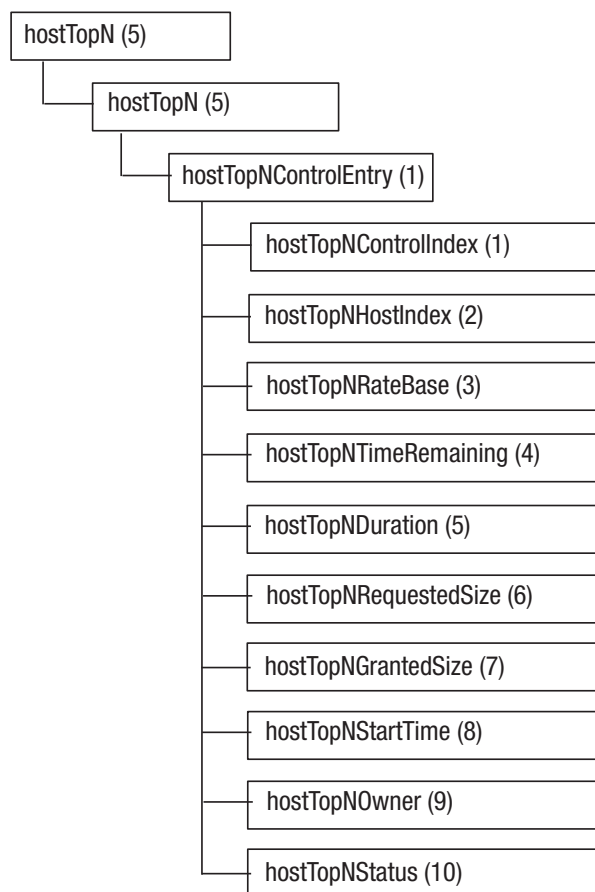 hostTopN (5)
hostTopN (5)
hostTopNControlEntry (1)
hostTopNControlIndex (1)
hostTopNHostIndex (2)
hostTopNRateBase (3)
hostTopNTimeRemaining (4)
hostTopNDuration (5)
hostTopNRequestedSize (6)
hostTopNGrantedSize (7)
hostTopNStartTime (8)
hostTopNOwner (9)
hostTopNStatus (10)